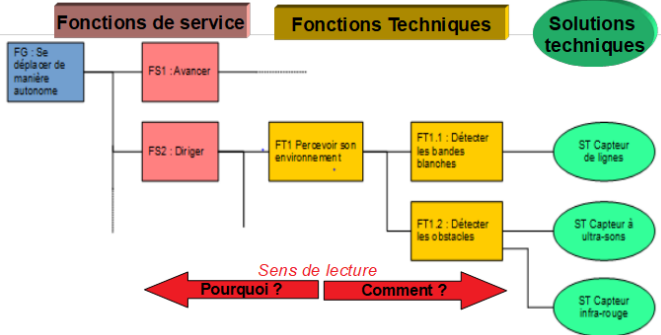 Fonctions de service
Fonctions Techniques
Solutions
techniques
FG : Se
déplacer de
manière
autonome
FS1 : Avancer
FS2 : Diriger
FT1 Percevoir son
environnement
FT1.1 : Détecter
les bandes
blanches
ST Capteur
de lignes
FT1.2 : Détecter
les obstacles
ST Capteur à
ultra-sons
ST Capteur
infra-rouge
Sens de lecture
Pourquoi ?
Comment ?